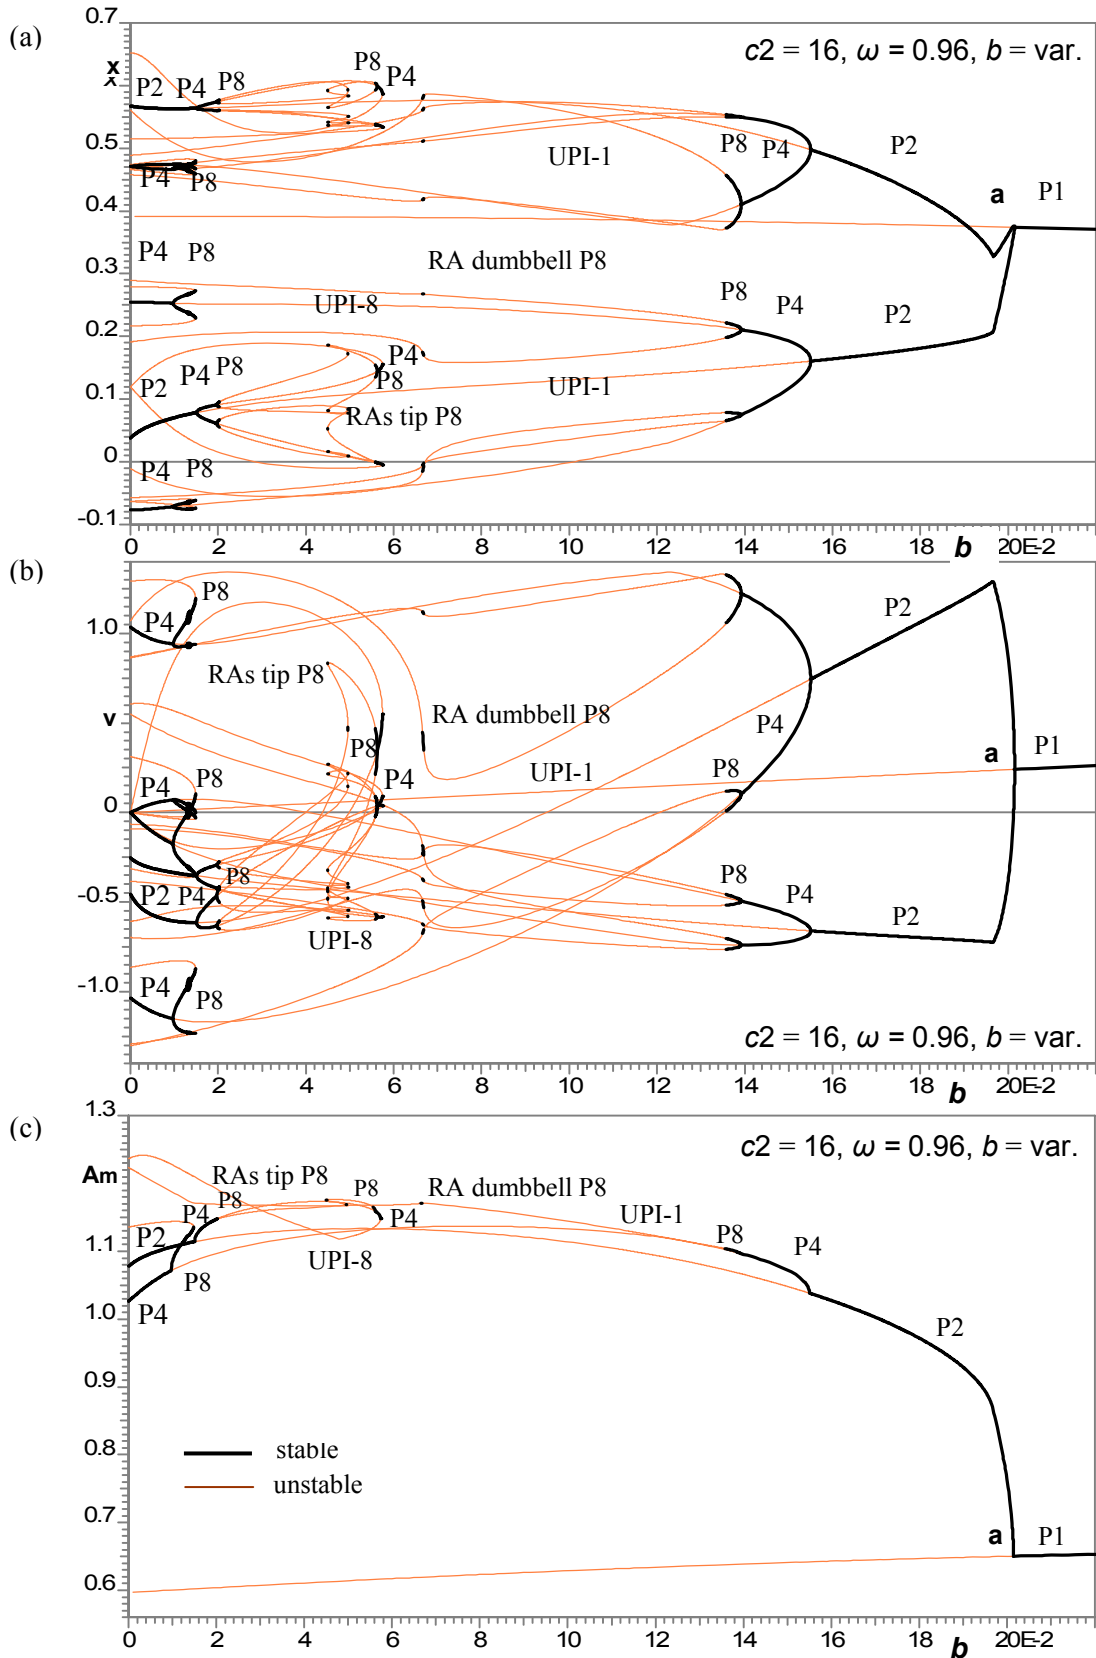 (a)
0.7
x
x
c2 = 16, ω = 0.96, b = var.
P2 P4 P8
P8
P4
0.6
0.5
UPI-1
P8 P4
P2
P4 P8
a P1
0.4
P4 P8
RA dumbbell P8
0.3
UPI-8
P8 P4
P2
0.2
P2 P4 P8
P4
P8
UPI-1
0.1
RAs tip P8
0
P4 P8
-0.1
0 2 4 6 8 10 12 14 16 18 20E-2
b
(b)
P8
P4
P2
1.0
RAs tip P8
RA dumbbell P8
v
P8
P4
UPI-1
P8
a P1
P4 P8
P4
0
P8
P2 P4
P8
P4
-0.5
UPI-8
P2
P4
P8
-1.0
c2 = 16, ω = 0.96, b = var.
0 2 4 6 8 10 12 14 16 18 20E-2
b
(c)
1.3
c2 = 16, ω = 0.96, b = var.
Am
RAs tip P8
P8
RA dumbbell P8
P4 P8
P4
UPI-1
P2
P8
P4
1.1
P8
UPI-8
P4
1.0
P2
0.9
0.8
stable
unstable
0.7
a P1
0.6
0 2 4 6 8 10 12 14 16 18 20E-2
b